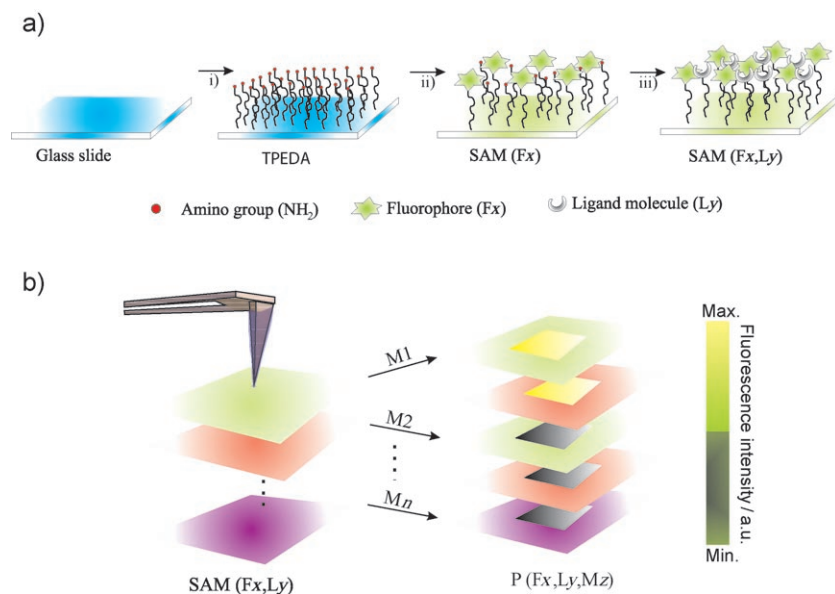 a)
i)
ii)
iii)
Glass slide
TPEDA
SAM (Fx)
SAM (Fx,Ly)
Amino group (NH₂)
Fluorophore (Fx)
Ligand molecule (Ly)
b)
M1
M2
Mn
SAM (Fx,Ly)
P (Fx,Ly,Mz)
Max.
Fluorescence intensity / a.u.
Min.